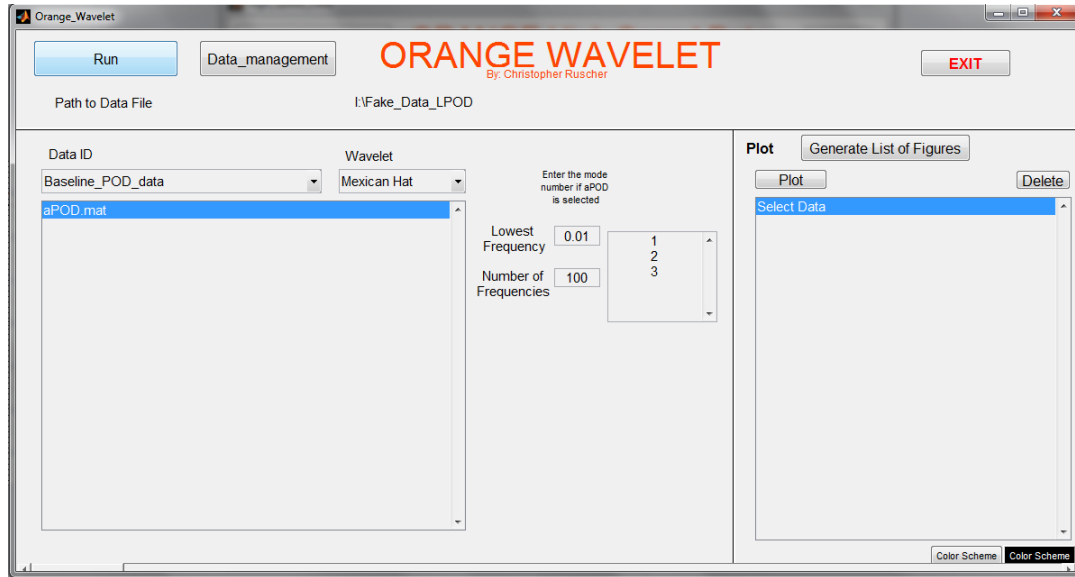 Orange_Wavelet
Run
Data_management
ORANGE WAVELET
By: Christopher Ruscher
EXIT
Path to Data File
I:\Fake_Data_LPOD
Data ID
Wavelet
Baseline_POD_data
Mexican Hat
aPOD.mat
Enter the mode
number if aPOD
is selected
Lowest
Frequency
0.01
Number of
Frequencies
100
1
2
3
Plot
Generate List of Figures
Plot
Delete
Select Data
Color Scheme
Color Scheme